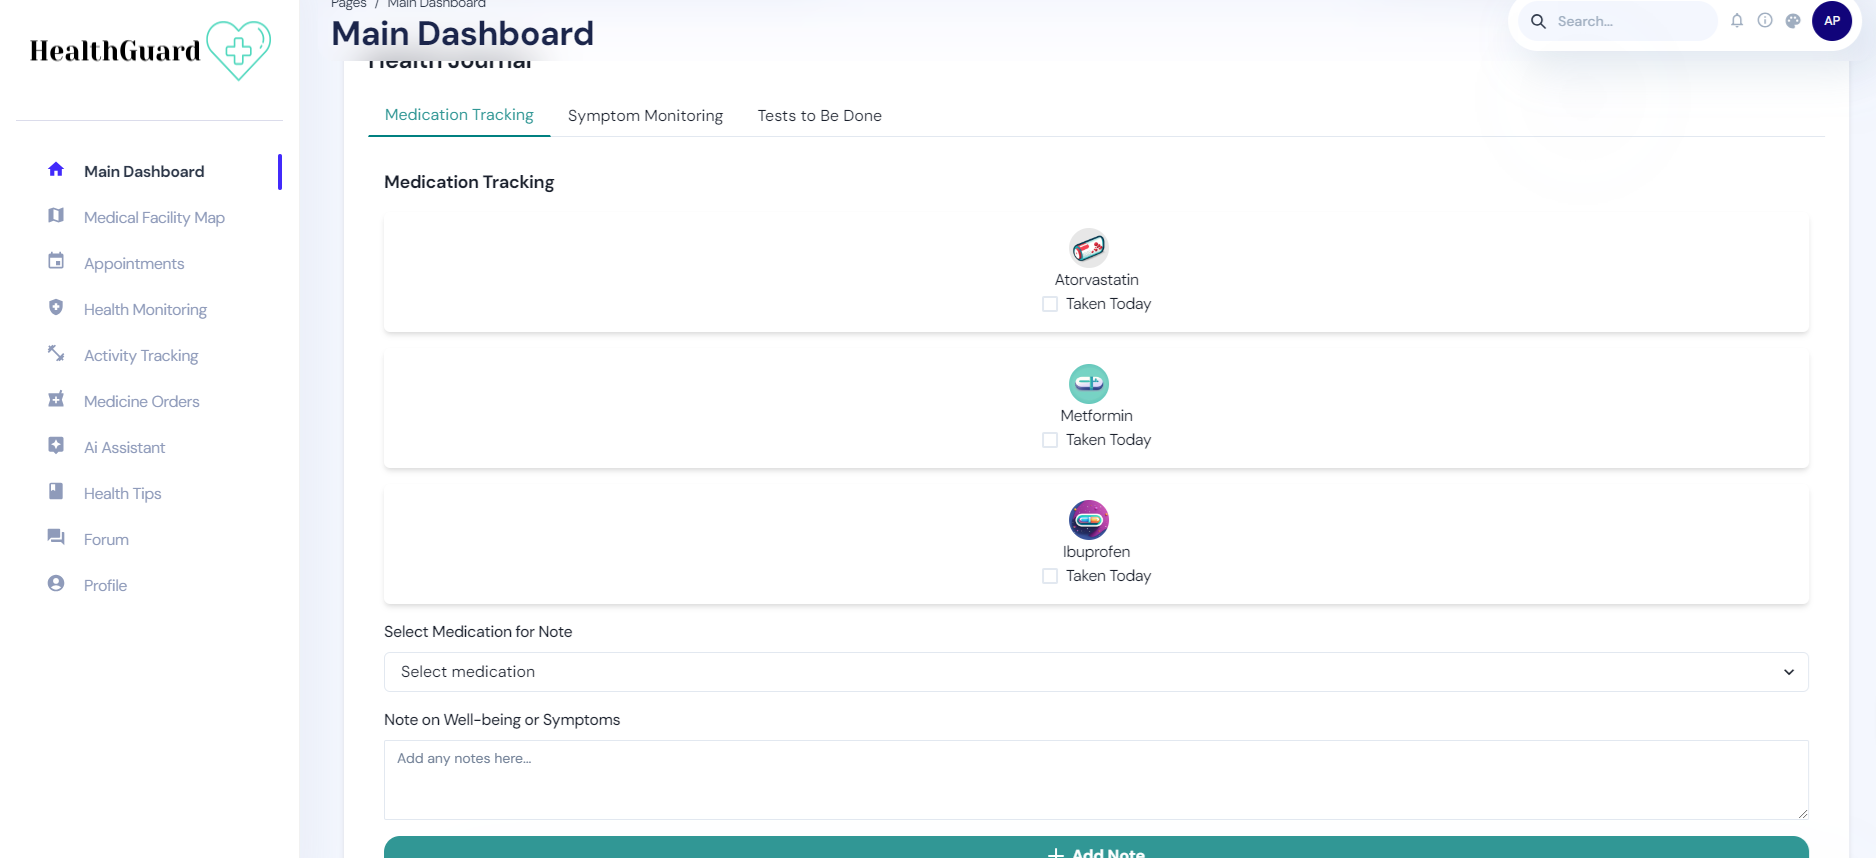 HealthGuard
Main Dashboard
Medical Facility Map
Appointments
Health Monitoring
Activity Tracking
Medicine Orders
Ai Assistant
Health Tips
Forum
Profile
Pages / Main Dashboard
Main Dashboard
Search...
AP
Health Journal
Medication Tracking Symptom Monitoring Tests to Be Done
Medication Tracking
Atorvastatin
Taken Today
Metformin
Taken Today
Ibuprofen
Taken Today
Select Medication for Note
Select medication
Note on Well-being or Symptoms
Add any notes here...
+ Add Note